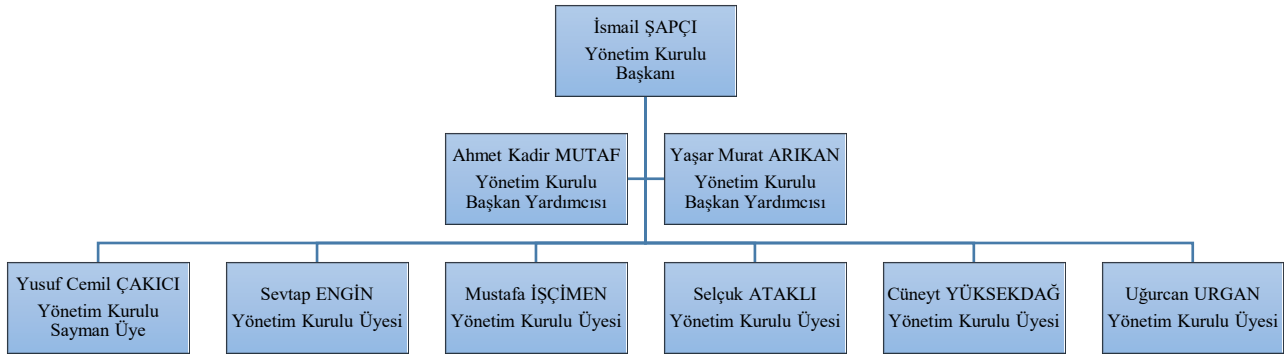 İsmail ŞAPÇI
Yönetim Kurulu
Başkanı
Ahmet Kadir MUTAF
Yönetim Kurulu
Başkan Yardımcısı
Yaşar Murat ARIKAN
Yönetim Kurulu
Başkan Yardımcısı
Yusuf Cemil ÇAKICI
Yönetim Kurulu
Sayman Üye
Sevtap ENGİN
Yönetim Kurulu Üyesi
Mustafa İŞÇİMEN
Yönetim Kurulu Üyesi
Selçuk ATAKLI
Yönetim Kurulu Üyesi
Cüneyt YÜKSEKDAĞ
Yönetim Kurulu Üyesi
Uğurcan URGAN
Yönetim Kurulu Üyesi